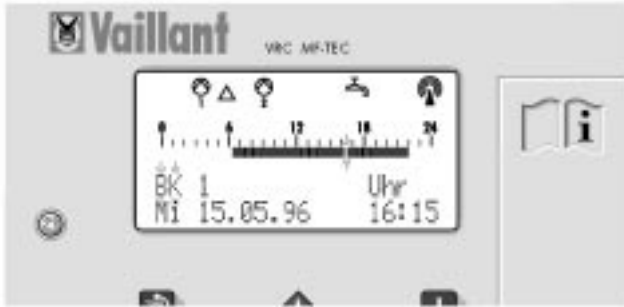 Vaillant
VRC MF-TEC
0 6 12 18 24
BK 1 Uhr
Mi 15.05.96 16:15
i